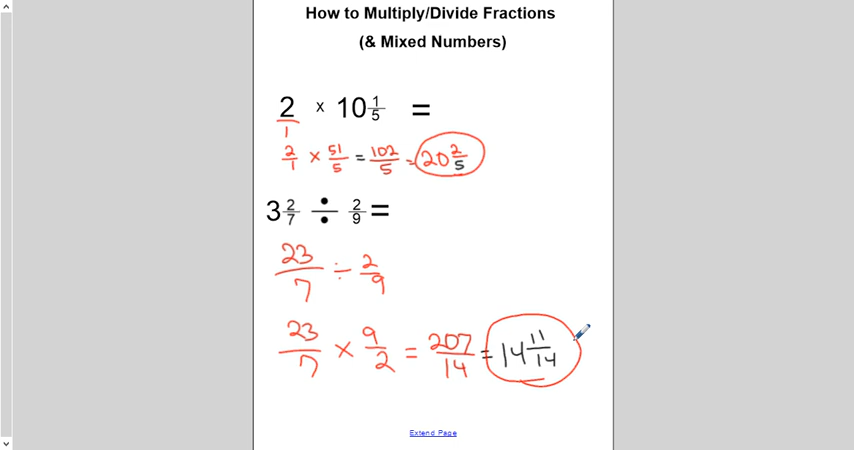 How to Multiply/Divide Fractions
(& Mixed Numbers)
2/1 × 10 1/5 =
2/1 × 51/5 = 102/5 = 20 2/5
3 2/7 ÷ 2/9 =
23/7 ÷ 2/9
23/7 × 9/2 = 207/14 = 14 11/14
Extend Page